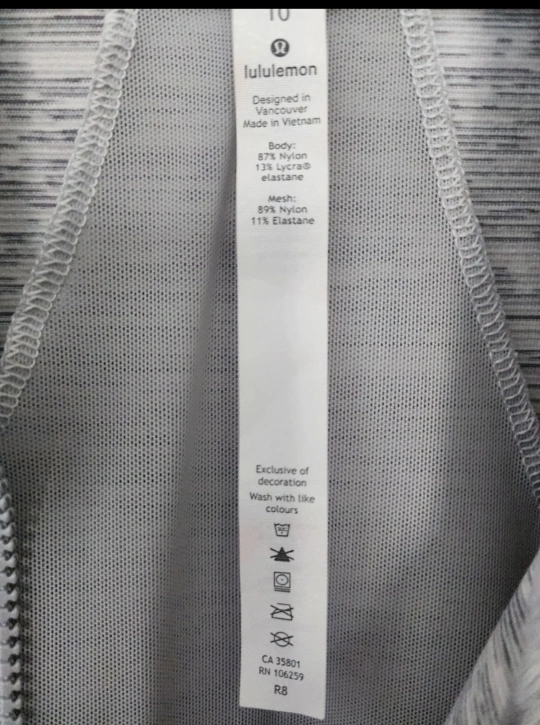 10
lululemon
Designed in
Vancouver
Made in Vietnam
Body:
87% Nylon
13% Lycra®
elastane
Mesh:
89% Nylon
11% Elastane
Exclusive of
decoration
Wash with like
colours
CA 35801
RN 106259
R8